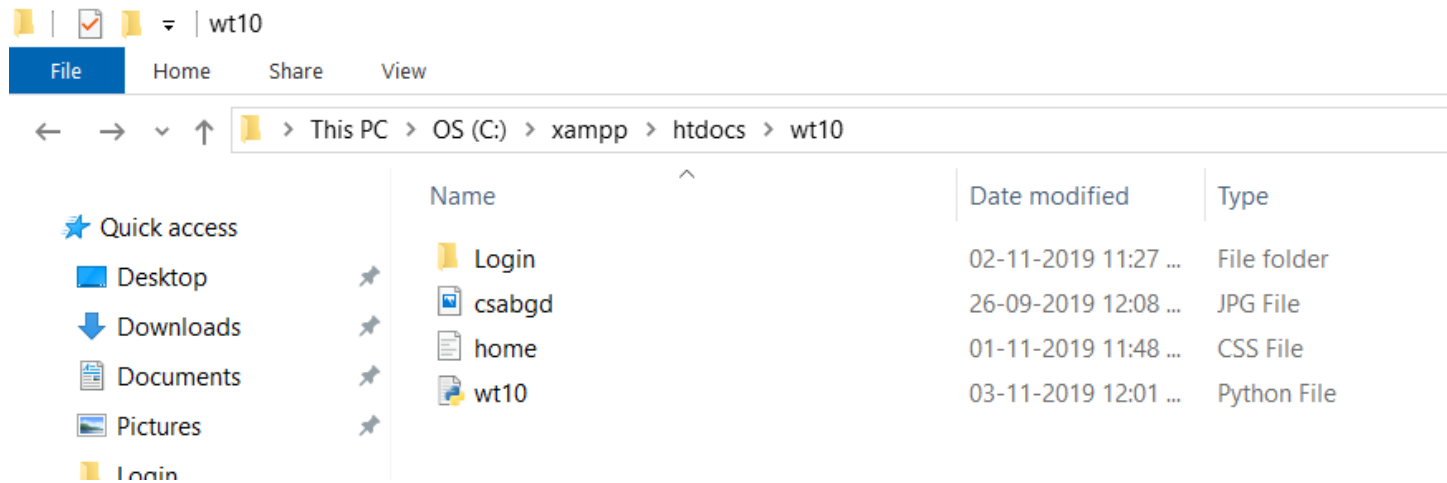 wt10
File Home Share View
This PC > OS (C:) > xampp > htdocs > wt10
Name Date modified Type
Quick access
Desktop
Downloads
Documents
Pictures
Login
Login 02-11-2019 11:27 ... File folder
csabgd 26-09-2019 12:08 ... JPG File
home 01-11-2019 11:48 ... CSS File
wt10 03-11-2019 12:01 ... Python File